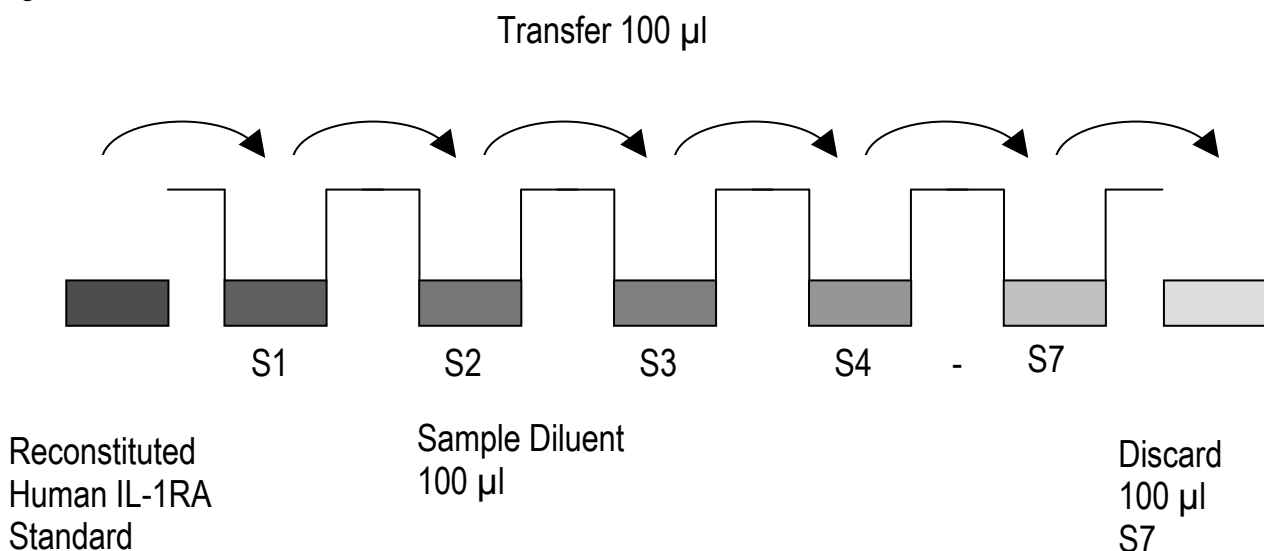 Transfer 100 µl
S1 S2 S3 S4 - S7
Reconstituted
Human IL-1RA
Standard
Sample Diluent
100 µl
Discard
100 µl
S7